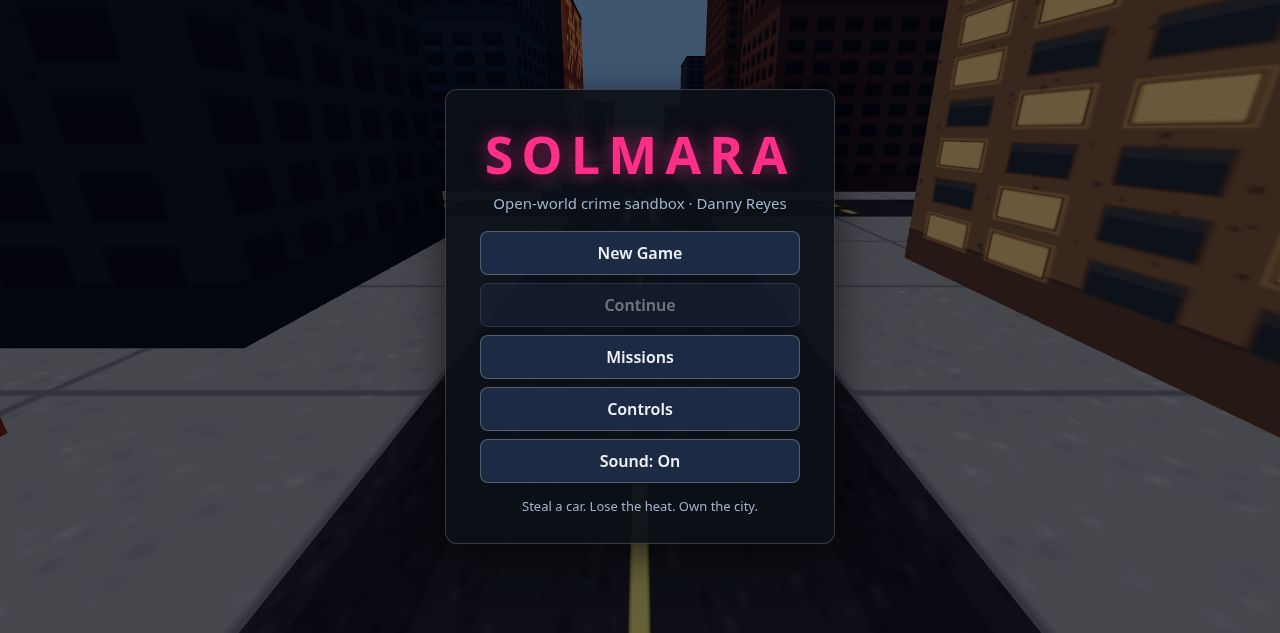 SOLMARA
Open-world crime sandbox · Danny Reyes
New Game
Continue
Missions
Controls
Sound: On
Steal a car. Lose the heat. Own the city.